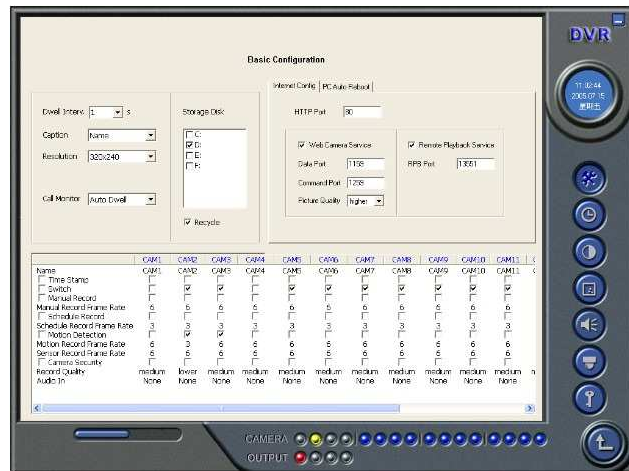 DVR
11:02:44
2005.07.15
星期五
Basic Configuration
Internet Config PC Auto Reboot
Dwell Interv. 1 s
Storage Disk
HTTP Port 80
Caption Name
C:
D:
E:
F:
Resolution 320x240
Web Camera Service
Remote Playback Service
Data Port 1159
RPB Port 13551
Command Port 1259
Call Monitor Auto Dwell
Picture Quality higher
Recycle
CAM1 CAM2 CAM3 CAM4 CAM5 CAM6 CAM7 CAM8 CAM9 CAM10 CAM11
Name CAM1 CAM2 CAM3 CAM4 CAM5 CAM6 CAM7 CAM8 CAM9 CAM10 CAM11
Time Stamp
Switch
Manual Record
Manual Record Frame Rate 6 6 6 6 6 6 6 6 6 6 6
Schedule Record
Schedule Record Frame Rate 3 3 3 3 3 3 3 3 3 3 3
Motion Detection
Motion Record Frame Rate 6 3 6 6 6 6 6 6 6 6 6
Sensor Record Frame Rate 6 6 6 6 6 6 6 6 6 6 6
Camera Security
Record Quality medium lower medium medium medium medium medium medium medium medium medium
Audio In None None None None None None None None None None None
CAMERA
OUTPUT